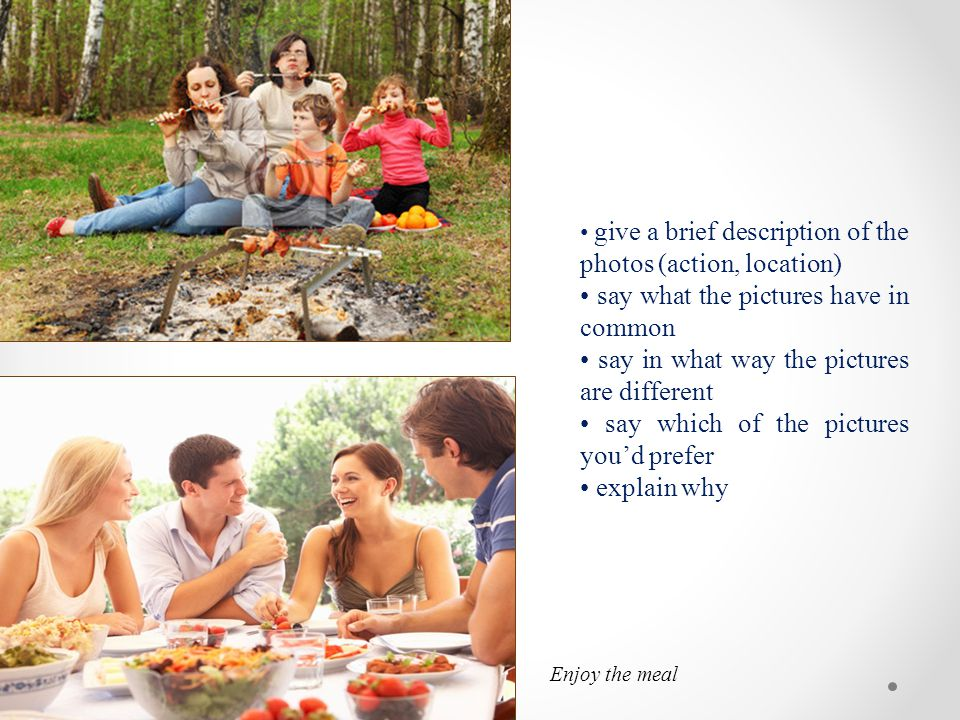 • give a brief description of the
photos (action, location)
• say what the pictures have in
common
• say in what way the pictures
are different
• say which of the pictures
you’d prefer
• explain why
Enjoy the meal